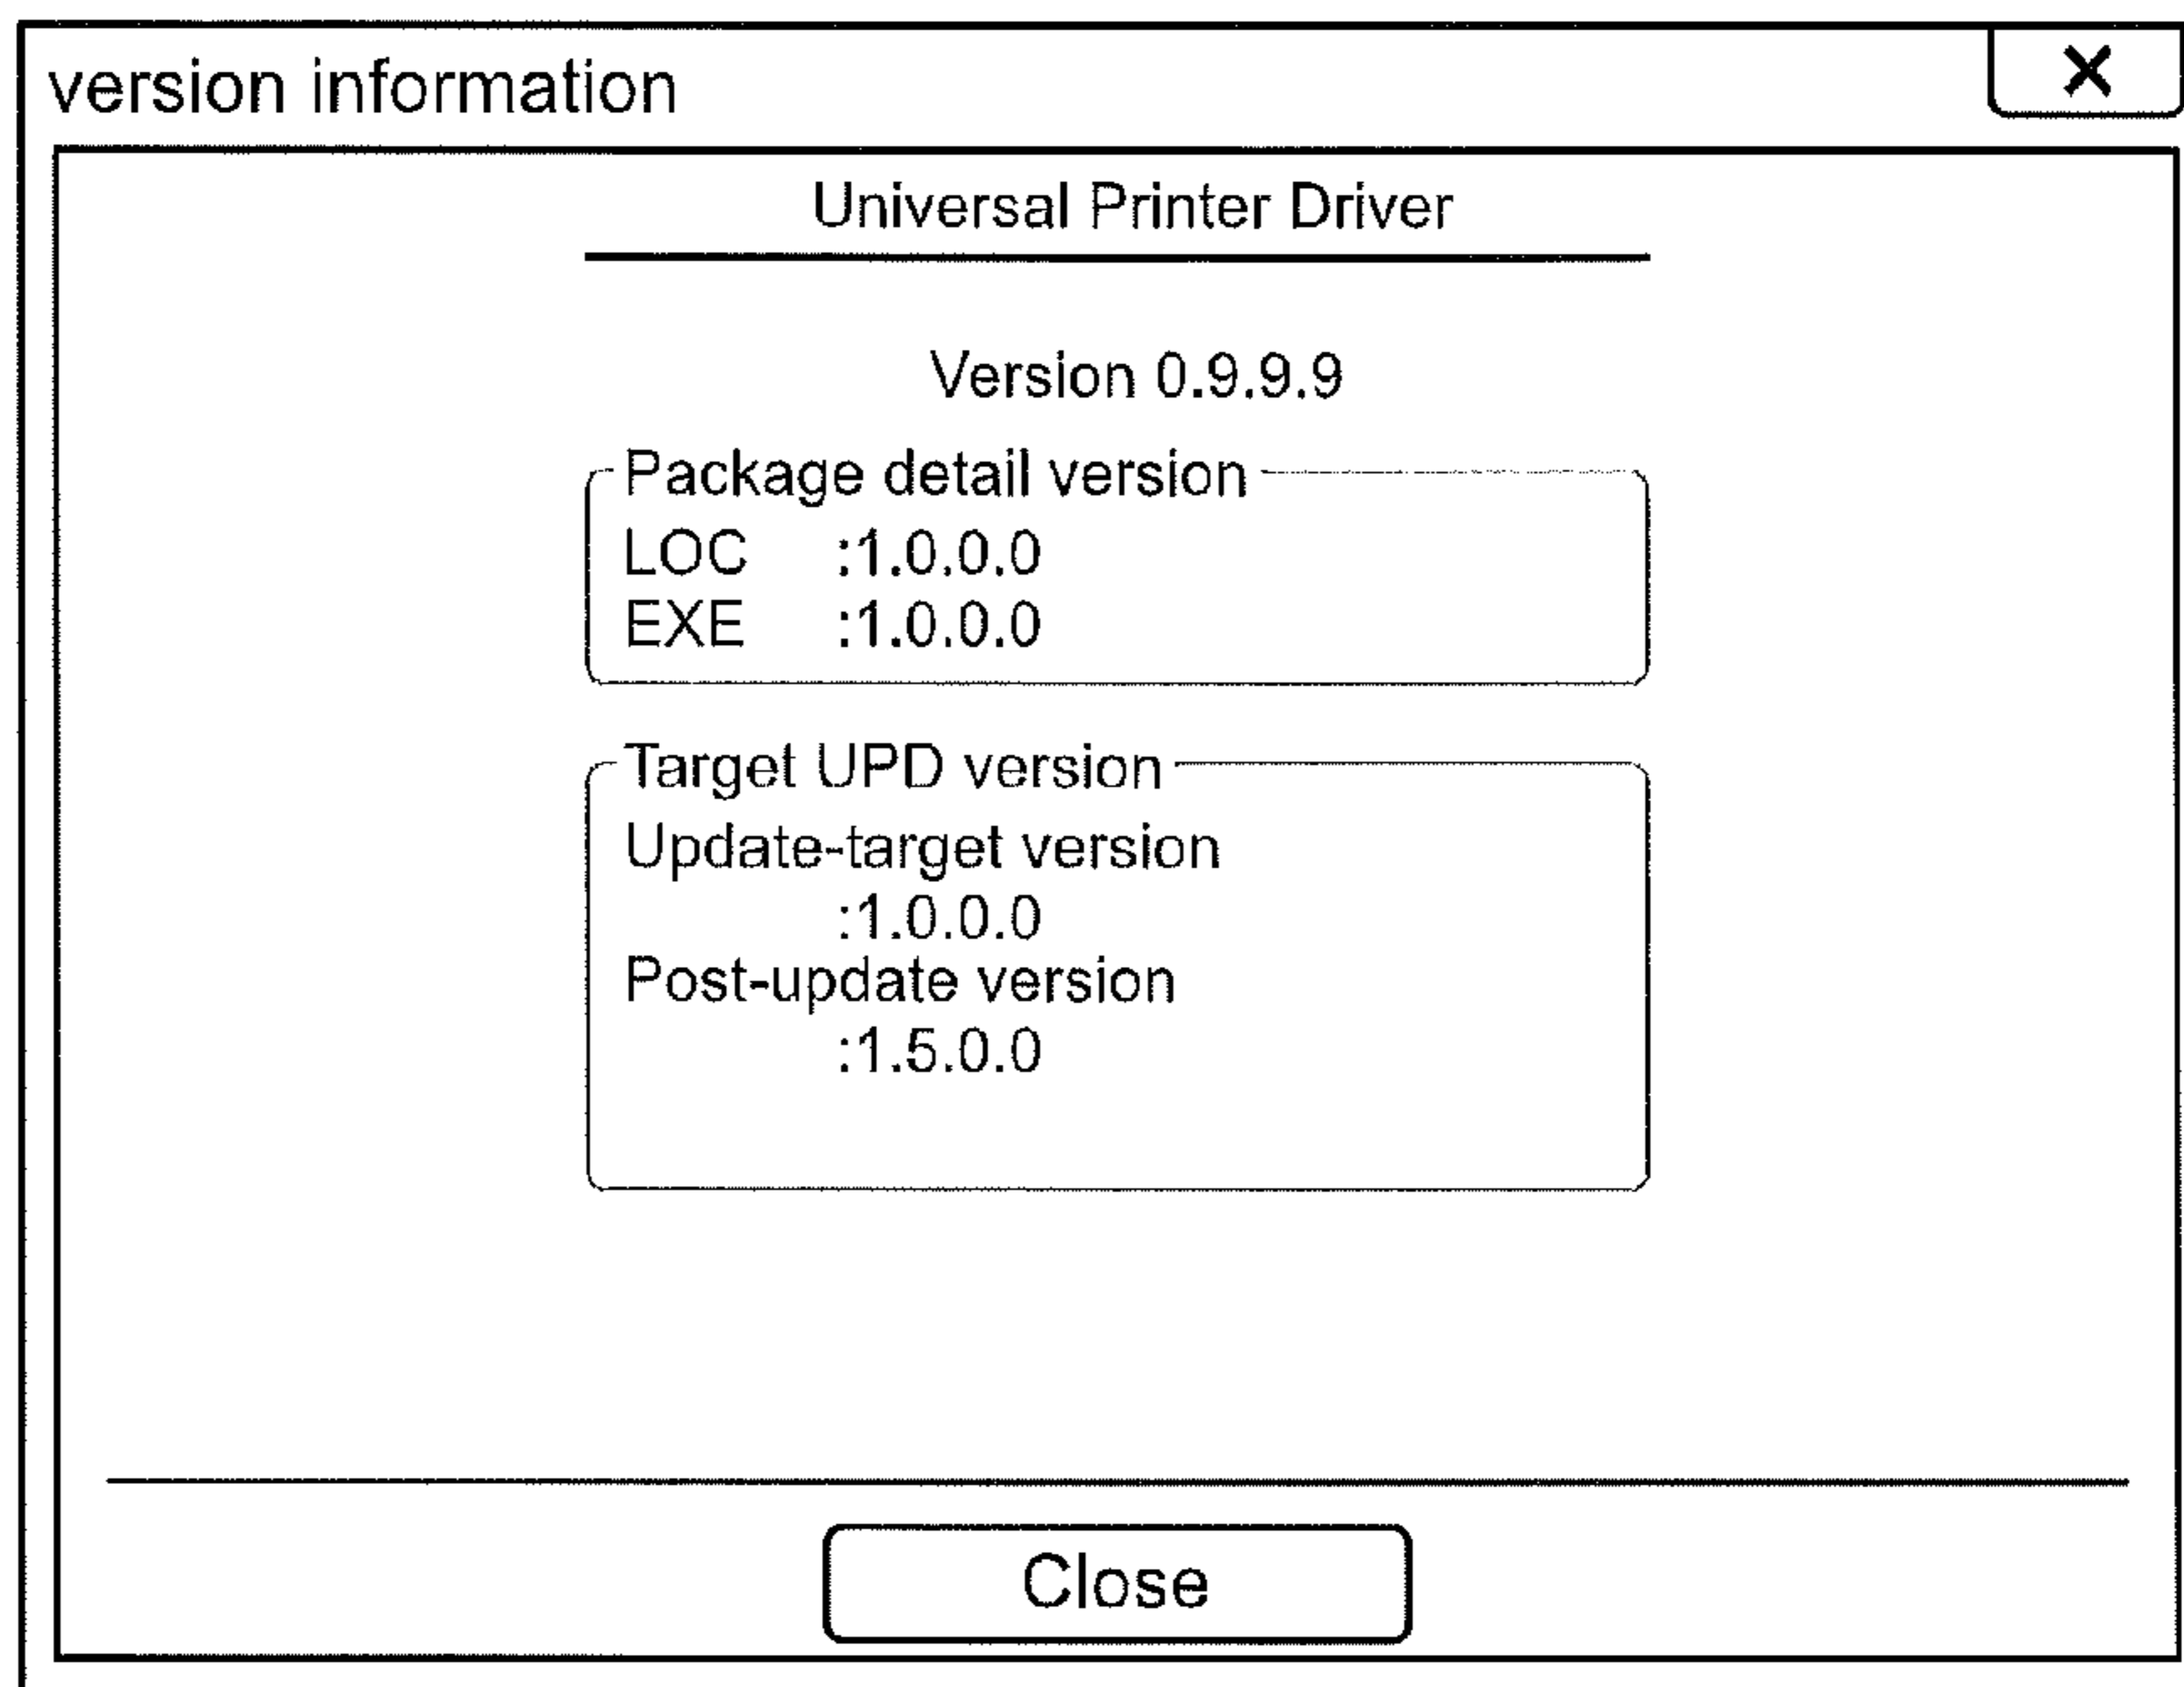 version information
×
Universal Printer Driver
Version 0.9.9.9
Package detail version
LOC :1.0.0.0
EXE :1.0.0.0
Target UPD version
Update-target version
:1.0.0.0
Post-update version
:1.5.0.0
Close